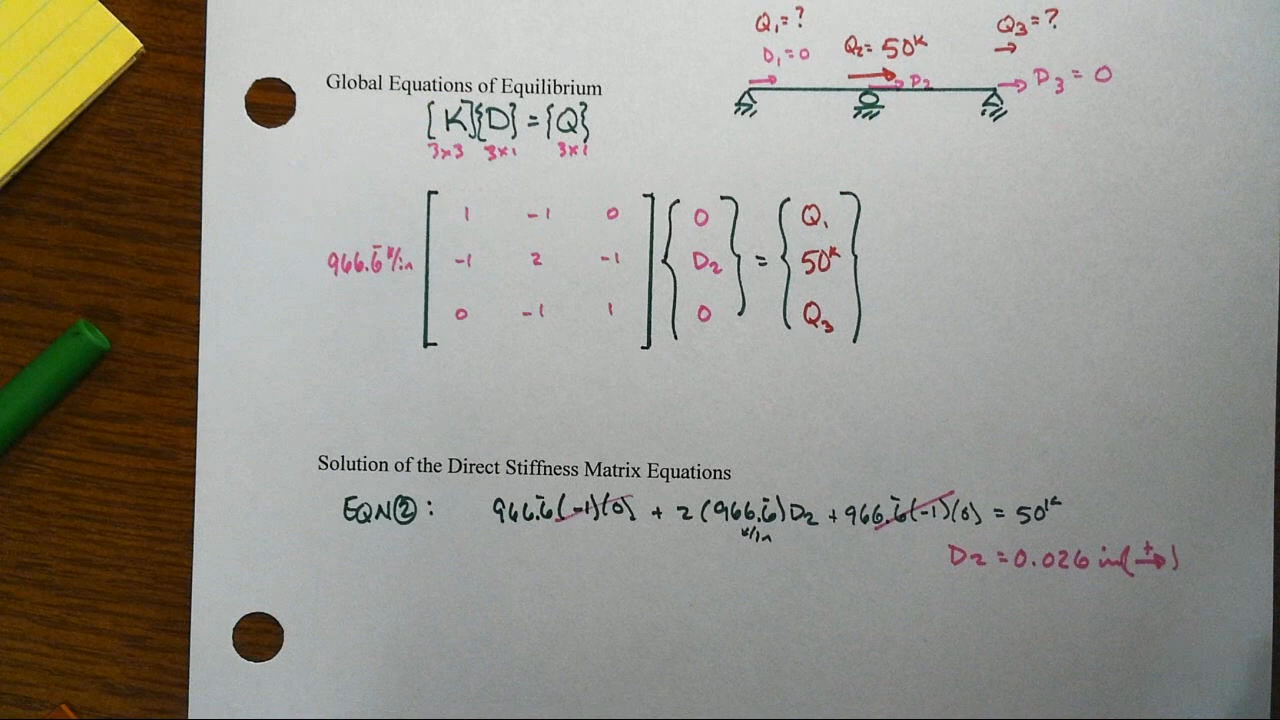 Q₁=? Q₃=?
D₁=0 Q₂= 50ᵏ
D₂ D₃ = 0
Global Equations of Equilibrium
[K]{D} = {Q}
3x3 3x1 3x1
1 -1 0 0 Q₁
966.6̄ ᵏ/in -1 2 -1 D₂ = 50ᵏ
0 -1 1 0 Q₃
Solution of the Direct Stiffness Matrix Equations
EQN②: 966.6̄(-1)(0) + 2(966.6̄)D₂ + 966.6̄(-1)(0) = 50ᵏ
ᵏ/in
D₂ = 0.026 in(+→)